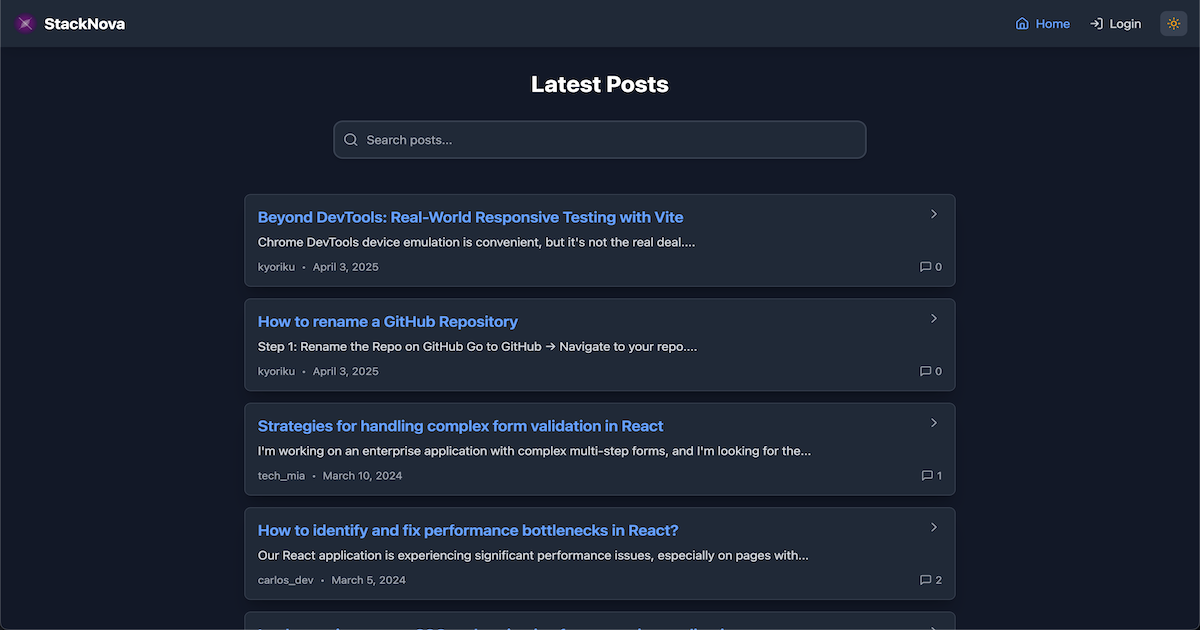 StackNova
Home
Login
Latest Posts
Search posts...
Beyond DevTools: Real-World Responsive Testing with Vite
Chrome DevTools device emulation is convenient, but it's not the real deal....
kyoriku • April 3, 2025
0
How to rename a GitHub Repository
Step 1: Rename the Repo on GitHub Go to GitHub → Navigate to your repo....
kyoriku • April 3, 2025
0
Strategies for handling complex form validation in React
I'm working on an enterprise application with complex multi-step forms, and I'm looking for the...
tech_mia • March 10, 2024
1
How to identify and fix performance bottlenecks in React?
Our React application is experiencing significant performance issues, especially on pages with...
carlos_dev • March 5, 2024
2